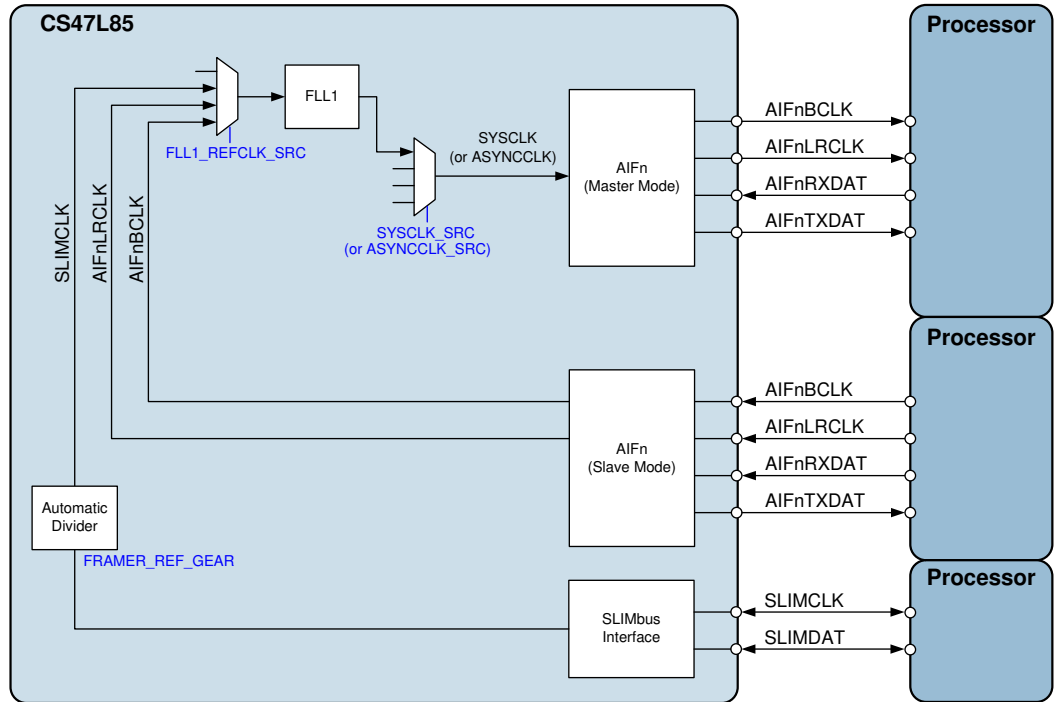 CS47L85
Processor
FLL1
FLL1_REFCLK_SRC
SYSCLK
(or ASYNCCLK)
SYSCLK_SRC
(or ASYNCCLK_SRC)
AIFn
(Master Mode)
AIFnBCLK
AIFnLRCLK
AIFnRXDAT
AIFnTXDAT
SLIMCLK
AIFnLRCLK
AIFnBCLK
Processor
AIFn
(Slave Mode)
AIFnBCLK
AIFnLRCLK
AIFnRXDAT
AIFnTXDAT
Automatic
Divider
FRAMER_REF_GEAR
Processor
SLIMbus
Interface
SLIMCLK
SLIMDAT